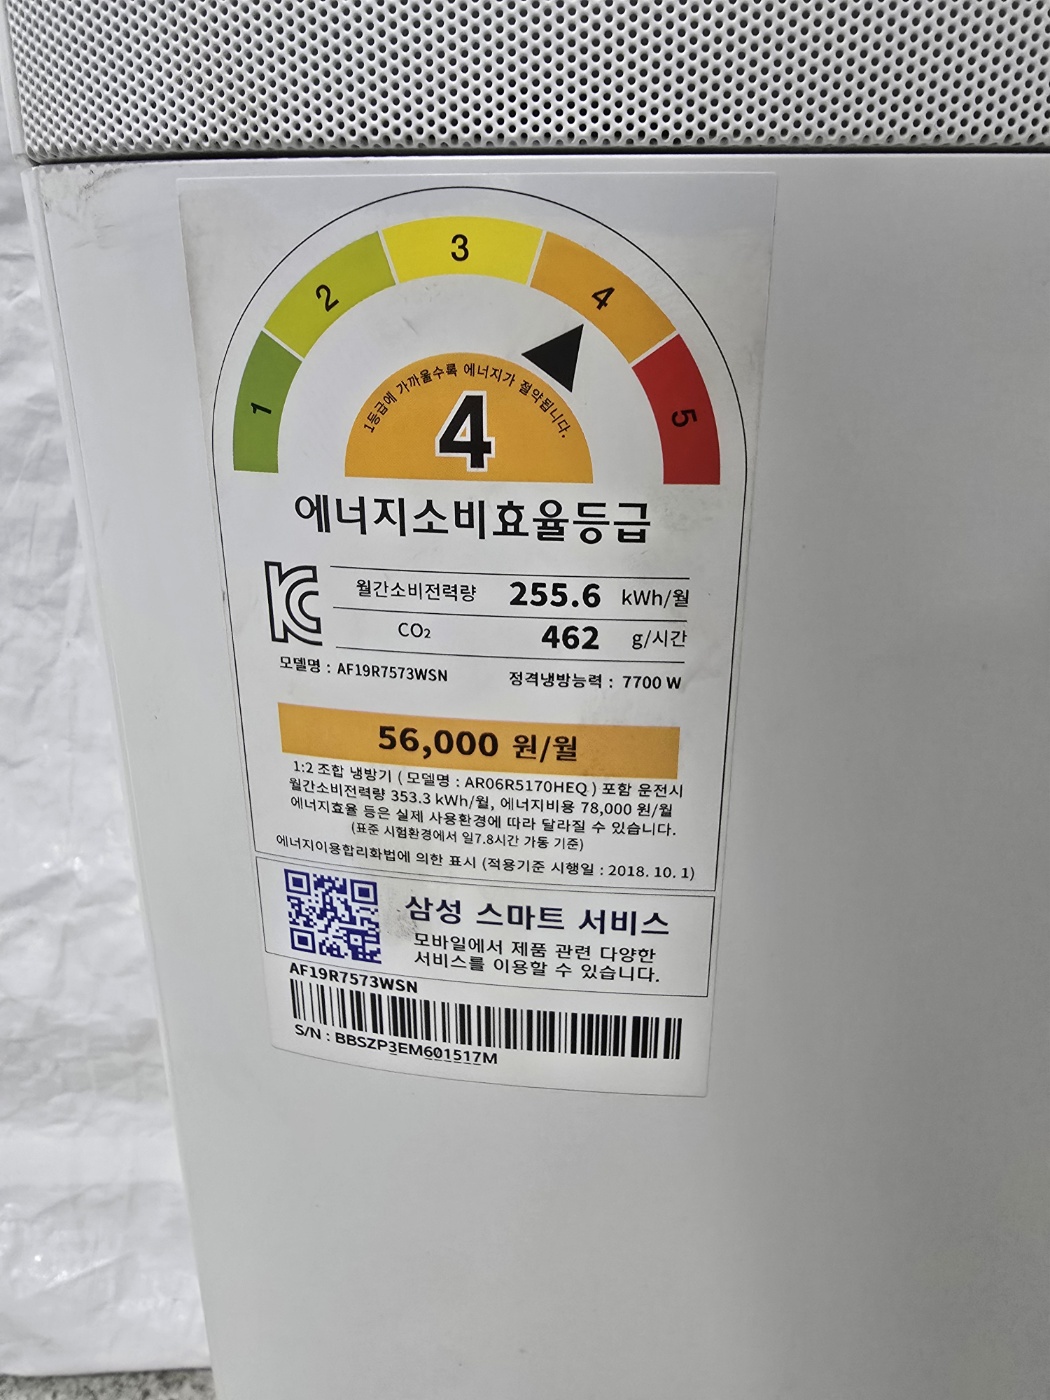 1
2
3
4
5
1등급에 가까울수록 에너지가 절약됩니다.
4
에너지소비효율등급
월간소비전력량 255.6 kWh/월
CO₂ 462 g/시간
모델명 : AF19R7573WSN 정격냉방능력 : 7700 W
56,000 원/월
1:2 조합 냉방기 ( 모델명 : AR06R5170HEQ ) 포함 운전시
월간소비전력량 353.3 kWh/월, 에너지비용 78,000 원/월
에너지효율 등은 실제 사용환경에 따라 달라질 수 있습니다.
(표준 시험환경에서 일7.8시간 가동 기준)
에너지이용합리화법에 의한 표시 (적용기준 시행일 : 2018. 10. 1)
삼성 스마트 서비스
모바일에서 제품 관련 다양한
서비스를 이용할 수 있습니다.
AF19R7573WSN
S/N : BBSZP3EM601517M